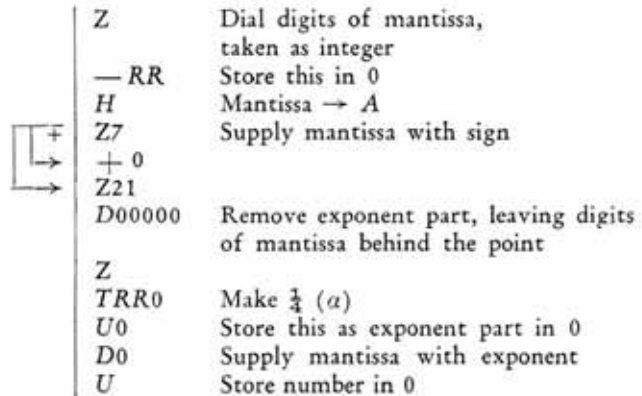 Z Dial digits of mantissa,
taken as integer
— RR Store this in 0
H Mantissa → A
+ Z7 Supply mantissa with sign
+ 0
Z21
D00000 Remove exponent part, leaving digits
of mantissa behind the point
Z
TRR0 Make ¼ (α)
U0 Store this as exponent part in 0
D0 Supply mantissa with exponent
U Store number in 0